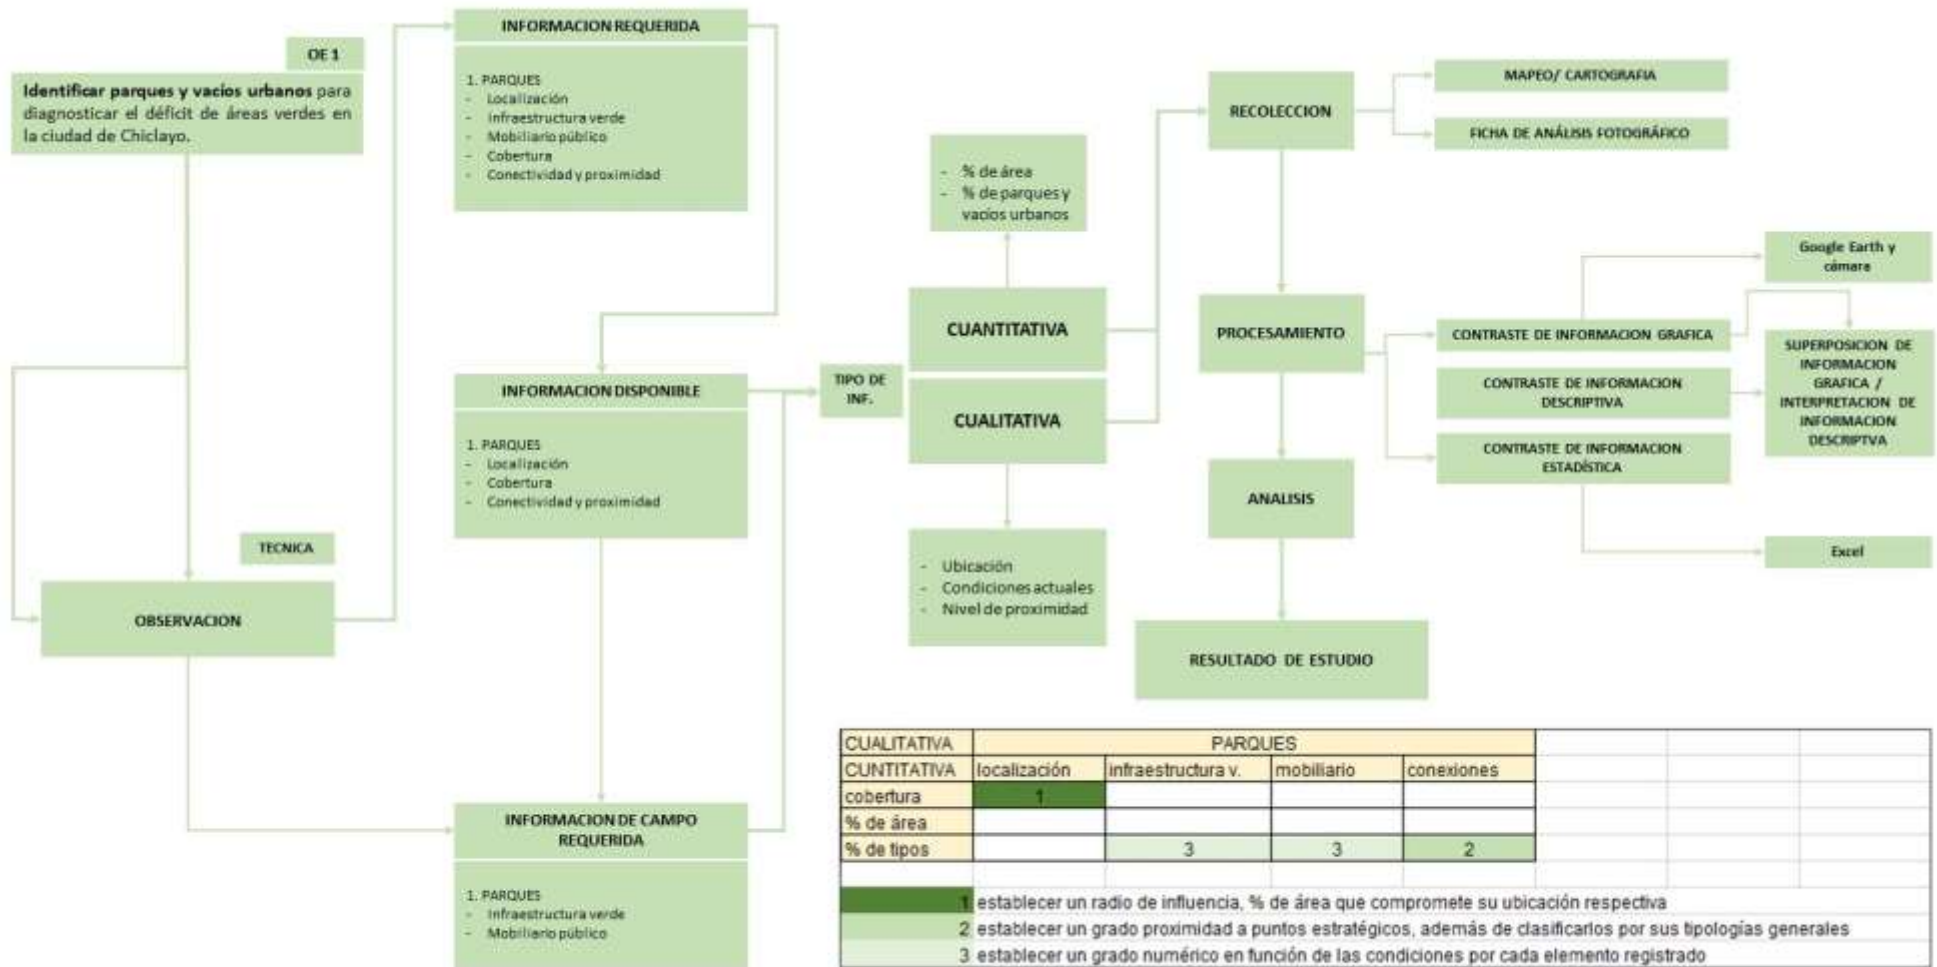 OE 1
Identificar parques y vacíos urbanos para
diagnosticar el déficit de áreas verdes en
la ciudad de Chiclayo.
TECNICA
OBSERVACION
INFORMACION REQUERIDA
1. PARQUES
- Localización
- Infraestructura verde
- Mobiliario público
- Cobertura
- Conectividad y proximidad
INFORMACION DISPONIBLE
1. PARQUES
- Localización
- Cobertura
- Conectividad y proximidad
INFORMACION DE CAMPO
REQUERIDA
1. PARQUES
- Infraestructura verde
- Mobiliario público
TIPO DE
INF.
- % de área
- % de parques y
vacíos urbanos
CUANTITATIVA
CUALITATIVA
- Ubicación
- Condiciones actuales
- Nivel de proximidad
RECOLECCION
MAPEO/ CARTOGRAFIA
FICHA DE ANÁLISIS FOTOGRÁFICO
PROCESAMIENTO
CONTRASTE DE INFORMACION GRAFICA
CONTRASTE DE INFORMACION
DESCRIPTIVA
CONTRASTE DE INFORMACION
ESTADÍSTICA
Google Earth y
cámara
SUPERPOSICION DE
INFORMACION
GRAFICA /
INTERPRETACION DE
INFORMACION
DESCRIPTVA
Excel
ANALISIS
RESULTADO DE ESTUDIO
CUALITATIVA PARQUES
CUNTITATIVA localización infraestructura v. mobiliario conexiones
cobertura 1
% de área
% de tipos 3 3 2
1 establecer un radio de influencia, % de área que compromete su ubicación respectiva
2 establecer un grado proximidad a puntos estratégicos, además de clasificarlos por sus tipologías generales
3 establecer un grado numérico en función de las condiciones por cada elemento registrado